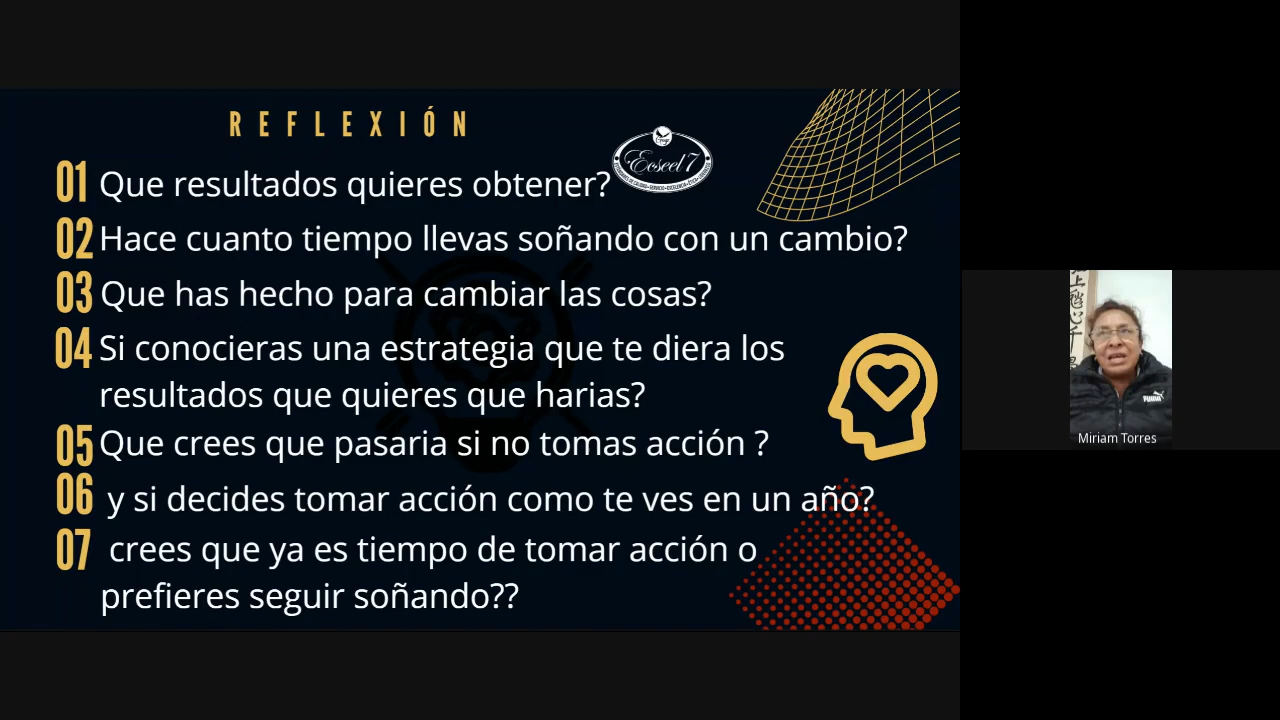 REFLEXIÓN
Ecseel7
01 Que resultados quieres obtener?
02 Hace cuanto tiempo llevas soñando con un cambio?
03 Que has hecho para cambiar las cosas?
04 Si conocieras una estrategia que te diera los
resultados que quieres que harias?
05 Que crees que pasaria si no tomas acción ?
06 y si decides tomar acción como te ves en un año?
07 crees que ya es tiempo de tomar acción o
prefieres seguir soñando??
PUMA
Miriam Torres